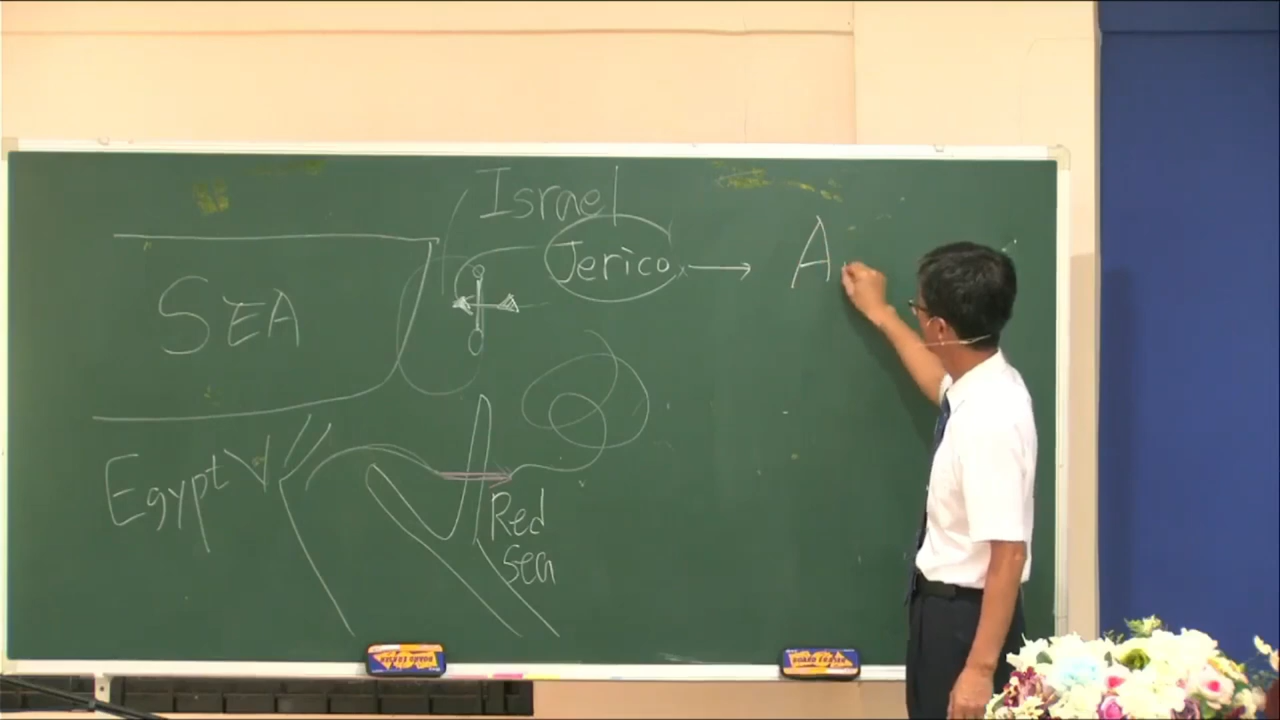 Israel
Jerico → A
SEA
Egypt
Red
Sea